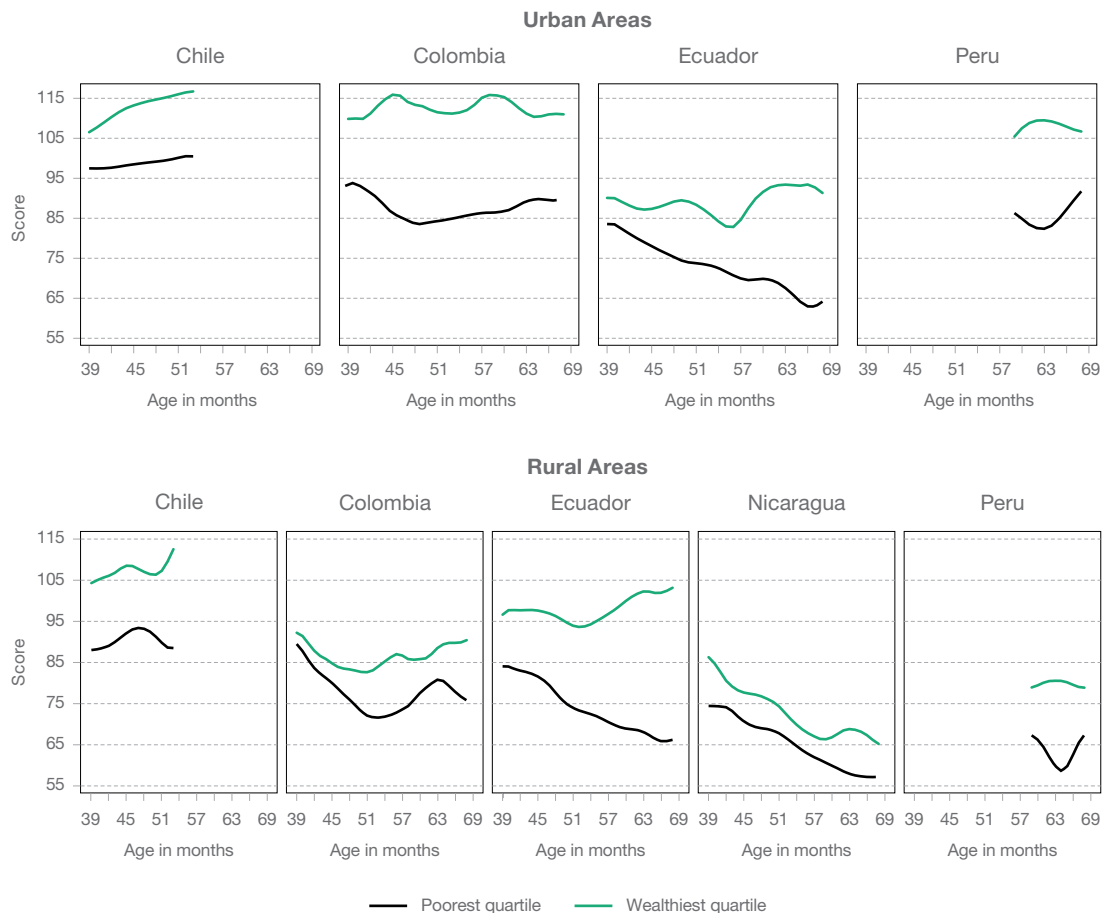 Urban Areas
Chile Colombia Ecuador Peru
Score
115
105
95
85
75
65
55
39 45 51 57 63 69 39 45 51 57 63 69 39 45 51 57 63 69 39 45 51 57 63 69
Age in months Age in months Age in months Age in months
Rural Areas
Chile Colombia Ecuador Nicaragua Peru
Score
115
105
95
85
75
65
55
39 45 51 57 63 69 39 45 51 57 63 69 39 45 51 57 63 69 39 45 51 57 63 69 39 45 51 57 63 69
Age in months Age in months Age in months Age in months Age in months
Poorest quartile Wealthiest quartile